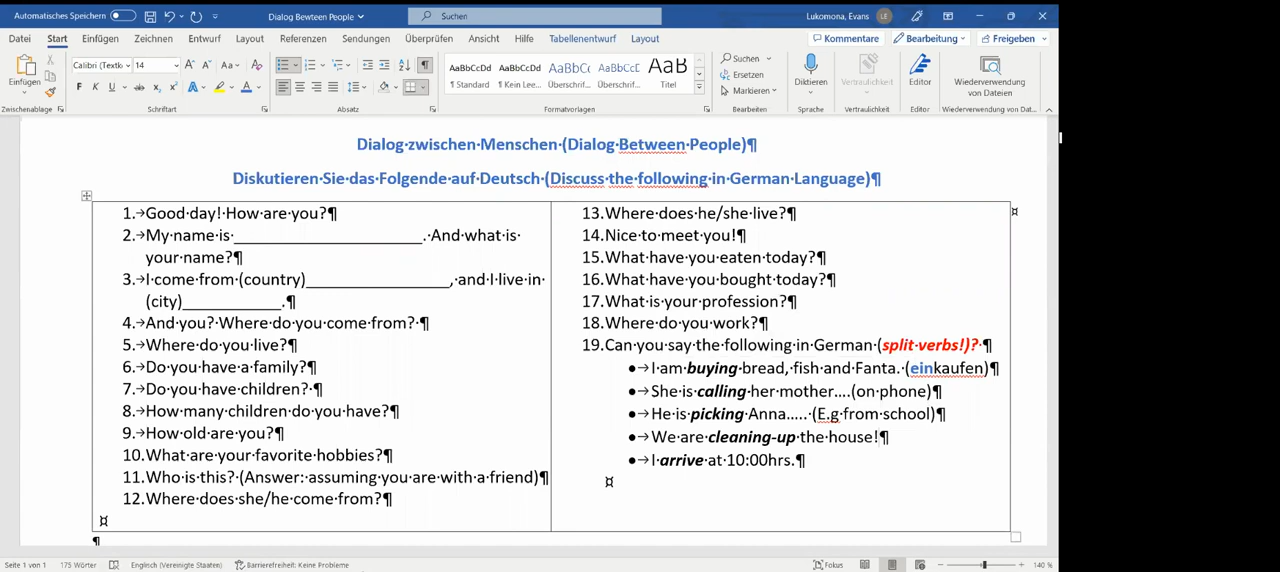 Automatisches Speichern
Dialog Bewteen People
Suchen
Lukomona, Evans LE
Datei Start Einfügen Zeichnen Entwurf Layout Referenzen Sendungen Überprüfen Ansicht Hilfe Tabellenentwurf Layout
Kommentare Bearbeitung Freigeben
Einfügen
Calibri (Textk 14
F K U
AaBbCcDc AaBbCcDc AaBbCc AaBbCcC AaB
¶ Standard ¶ Kein Lee... Überschrif... Überschrif... Titel
Suchen
Ersetzen
Markieren
Diktieren
Vertraulichkeit
Editor
Wiederverwendung von Dateien
Zwischenablage Schriftart Absatz Formatvorlagen Bearbeiten Sprache Vertraulichkeit Editor Wiederverwendung von Dat...
Dialog·zwischen·Menschen·(Dialog·Between·People)¶
Diskutieren·Sie·das·Folgende·auf·Deutsch·(Discuss·the·following·in·German·Language)¶
1.→Good·day!·How·are·you?¶
2.→My·name·is·______________________.·And·what·is·
your·name?¶
3.→I·come·from·(country)_________________,·and·I·live·in·
(city)____________.¶
4.→And·you?·Where·do·you·come·from?·¶
5.→Where·do·you·live?¶
6.→Do·you·have·a·family?¶
7.→Do·you·have·children?·¶
8.→How·many·children·do·you·have?¶
9.→How·old·are·you?¶
10.What·are·your·favorite·hobbies?¶
11.Who·is·this?·(Answer:·assuming·you·are·with·a·friend)¶
12.Where·does·she/he·come·from?¶
¤
13.Where·does·he/she·live?¶
14.Nice·to·meet·you!¶
15.What·have·you·eaten·today?¶
16.What·have·you·bought·today?¶
17.What·is·your·profession?¶
18.Where·do·you·work?¶
19.Can·you·say·the·following·in·German·(split·verbs!)?·¶
●→I·am·buying·bread,·fish·and·Fanta.·(einkaufen)¶
●→She·is·calling·her·mother....(on·phone)¶
●→He·is·picking·Anna.....·(E.g·from·school)¶
●→We·are·cleaning-up·the·house!¶
●→I·arrive·at·10:00hrs.¶
¤
¤
¶
Seite 1 von 1 175 Wörter Englisch (Vereinigte Staaten) Barrierefreiheit: Keine Probleme Fokus 140 %